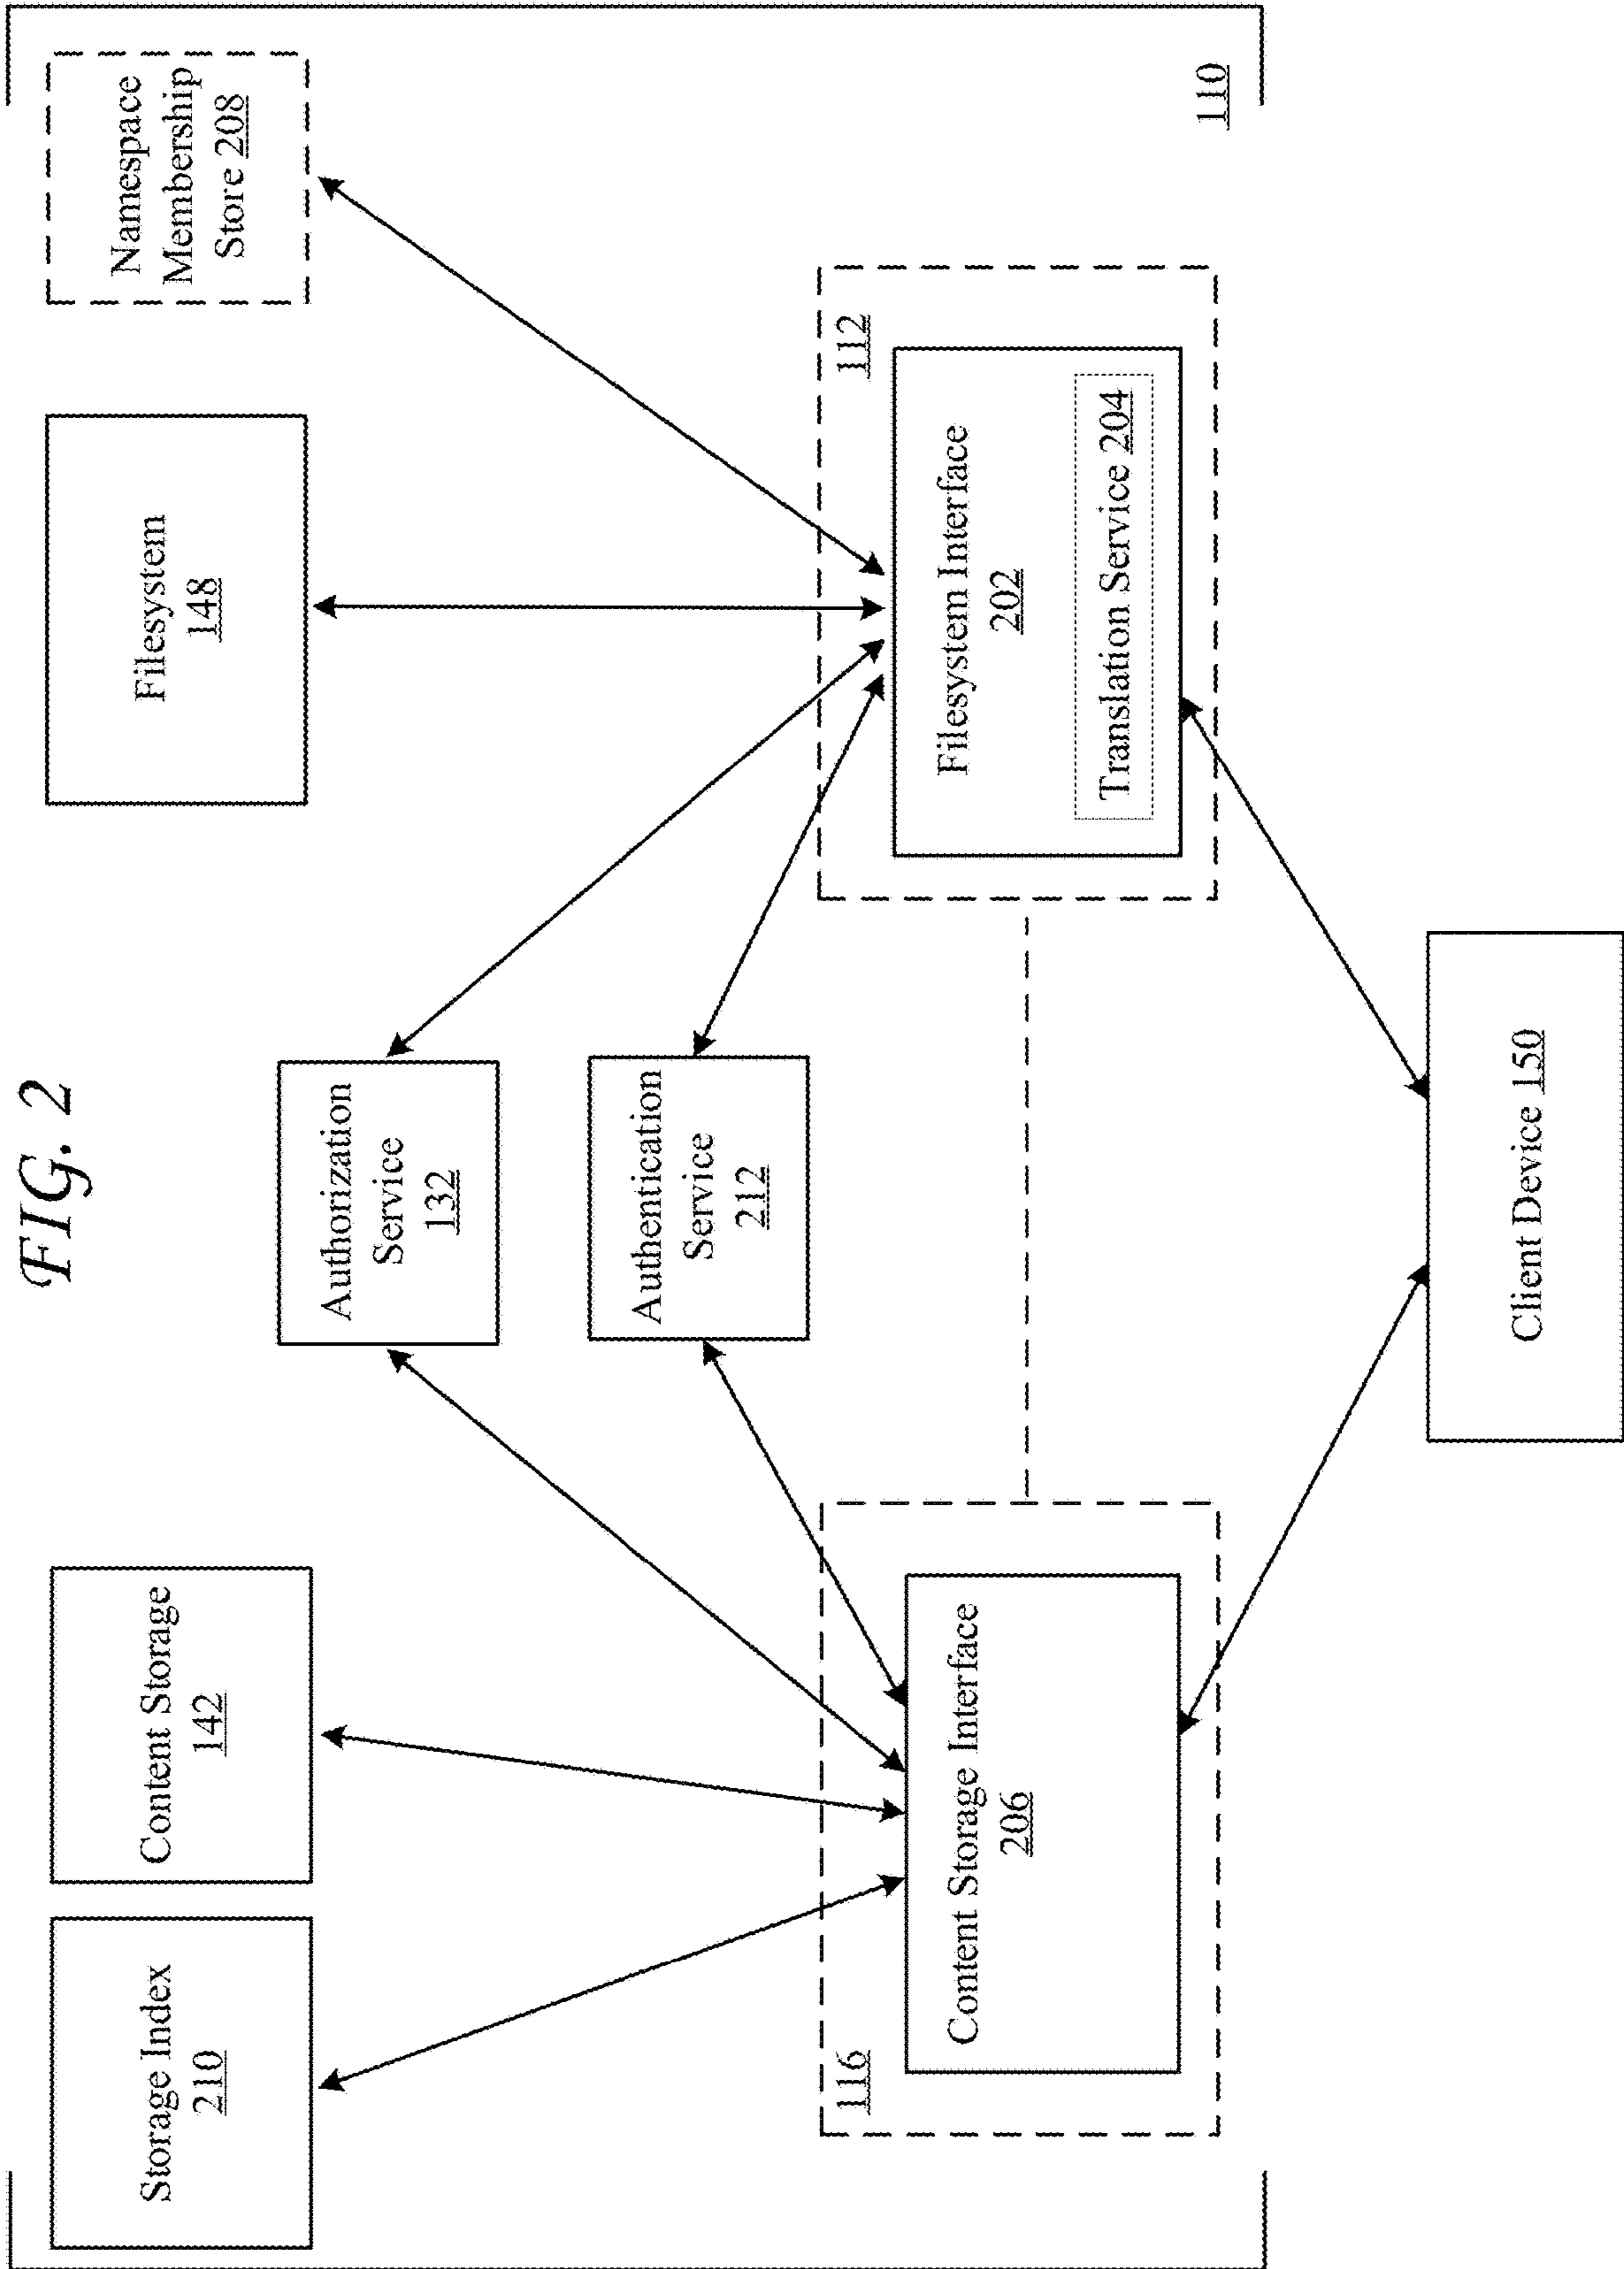 FIG. 2
Storage Index
210
Content Storage
142
Authorization
Service
132
Authentication
Service
212
Filesystem
148
Namespace
Membership
Store 208
116
Content Storage Interface
206
112
Filesystem Interface
202
Translation Service 204
110
Client Device 150